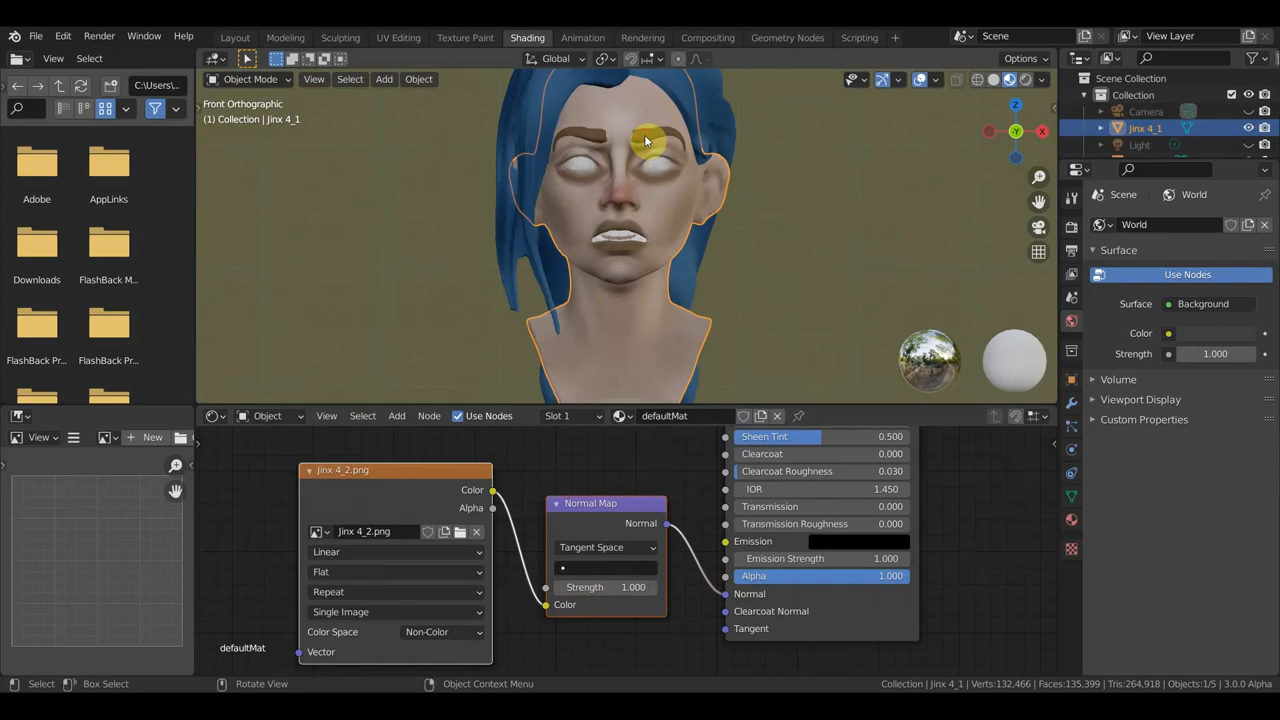 File Edit Render Window Help
Layout Modeling Sculpting UV Editing Texture Paint Shading Animation Rendering Compositing Geometry Nodes Scripting
Scene
View Layer
View Select
Object Mode View Select Add Object
Global
Options
C:\Users\...
Front Orthographic
(1) Collection | Jinx 4_1
Z
X
-Y
Adobe
AppLinks
Downloads
FlashBack M...
FlashBack Pr...
FlashBack Pr...
Scene Collection
Collection
Camera
Jinx 4_1
Light
Scene
World
World
Surface
Use Nodes
Surface
Background
Color
Strength
1.000
Volume
Viewport Display
Custom Properties
View
New
Object View Select Add Node Use Nodes Slot 1 defaultMat
Jinx 4_2.png
Color
Alpha
Jinx 4_2.png
Linear
Flat
Repeat
Single Image
Color Space Non-Color
Vector
defaultMat
Normal Map
Normal
Tangent Space
Strength 1.000
Color
Sheen Tint 0.500
Clearcoat 0.000
Clearcoat Roughness 0.030
IOR 1.450
Transmission 0.000
Transmission Roughness 0.000
Emission
Emission Strength 1.000
Alpha 1.000
Normal
Clearcoat Normal
Tangent
Select
Box Select
Rotate View
Object Context Menu
Collection | Jinx 4_1 | Verts:132,466 | Faces:135,399 | Tris:264,918 | Objects:1/5 | 3.0.0 Alpha